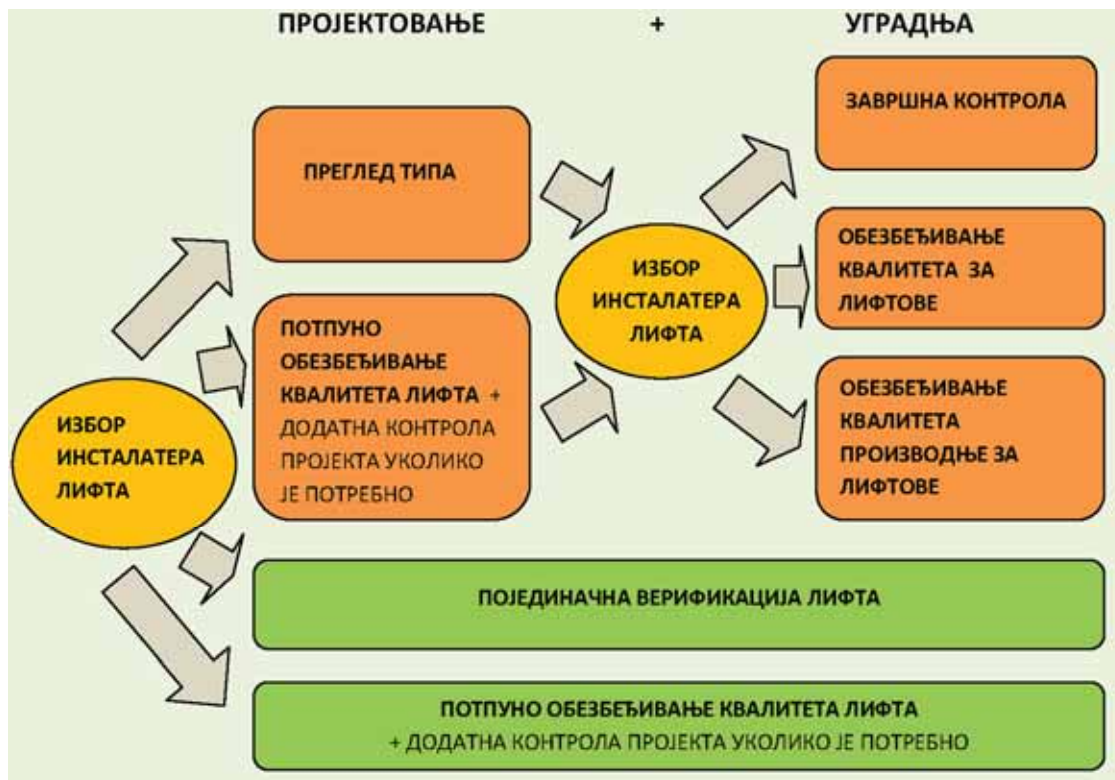 ПРОЈЕКТОВАЊЕ + УГРАДЊА
ИЗБОР
ИНСТАЛАТЕРА
ЛИФТА
ПРЕГЛЕД ТИПА
ПОТПУНО
ОБЕЗБЕЂИВАЊЕ
КВАЛИТЕТА ЛИФТА +
ДОДАТНА КОНТРОЛА
ПРОЈЕКТА УКОЛИКО
ЈЕ ПОТРЕБНО
ИЗБОР
ИНСТАЛАТЕРА
ЛИФТА
ЗАВРШНА КОНТРОЛА
ОБЕЗБЕЂИВАЊЕ
КВАЛИТЕТА ЗА
ЛИФТОВЕ
ОБЕЗБЕЂИВАЊЕ
КВАЛИТЕТА
ПРОИЗВОДЊЕ ЗА
ЛИФТОВЕ
ПОЈЕДИНАЧНА ВЕРИФИКАЦИЈА ЛИФТА
ПОТПУНО ОБЕЗБЕЂИВАЊЕ КВАЛИТЕТА ЛИФТА
+ ДОДАТНА КОНТРОЛА ПРОЈЕКТА УКОЛИКО ЈЕ ПОТРЕБНО